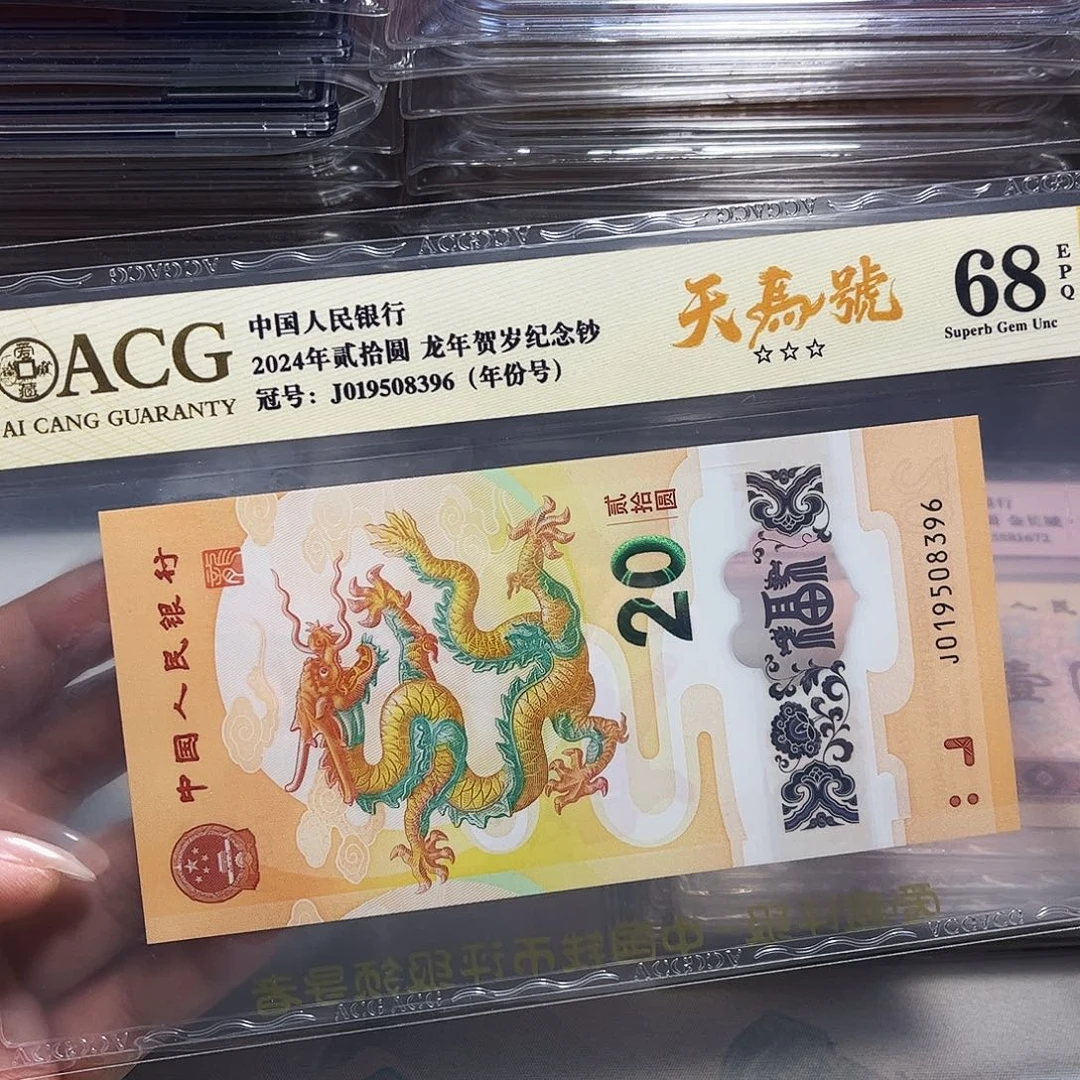 ACG
AI CANG GUARANTY
中国人民银行
2024年贰拾圆 龙年贺岁纪念钞
冠号：J019508396（年份号）
天馬號
☆☆☆
68
EPQ
Superb Gem Unc
中国人民银行
贰拾圆
20
福
J019508396